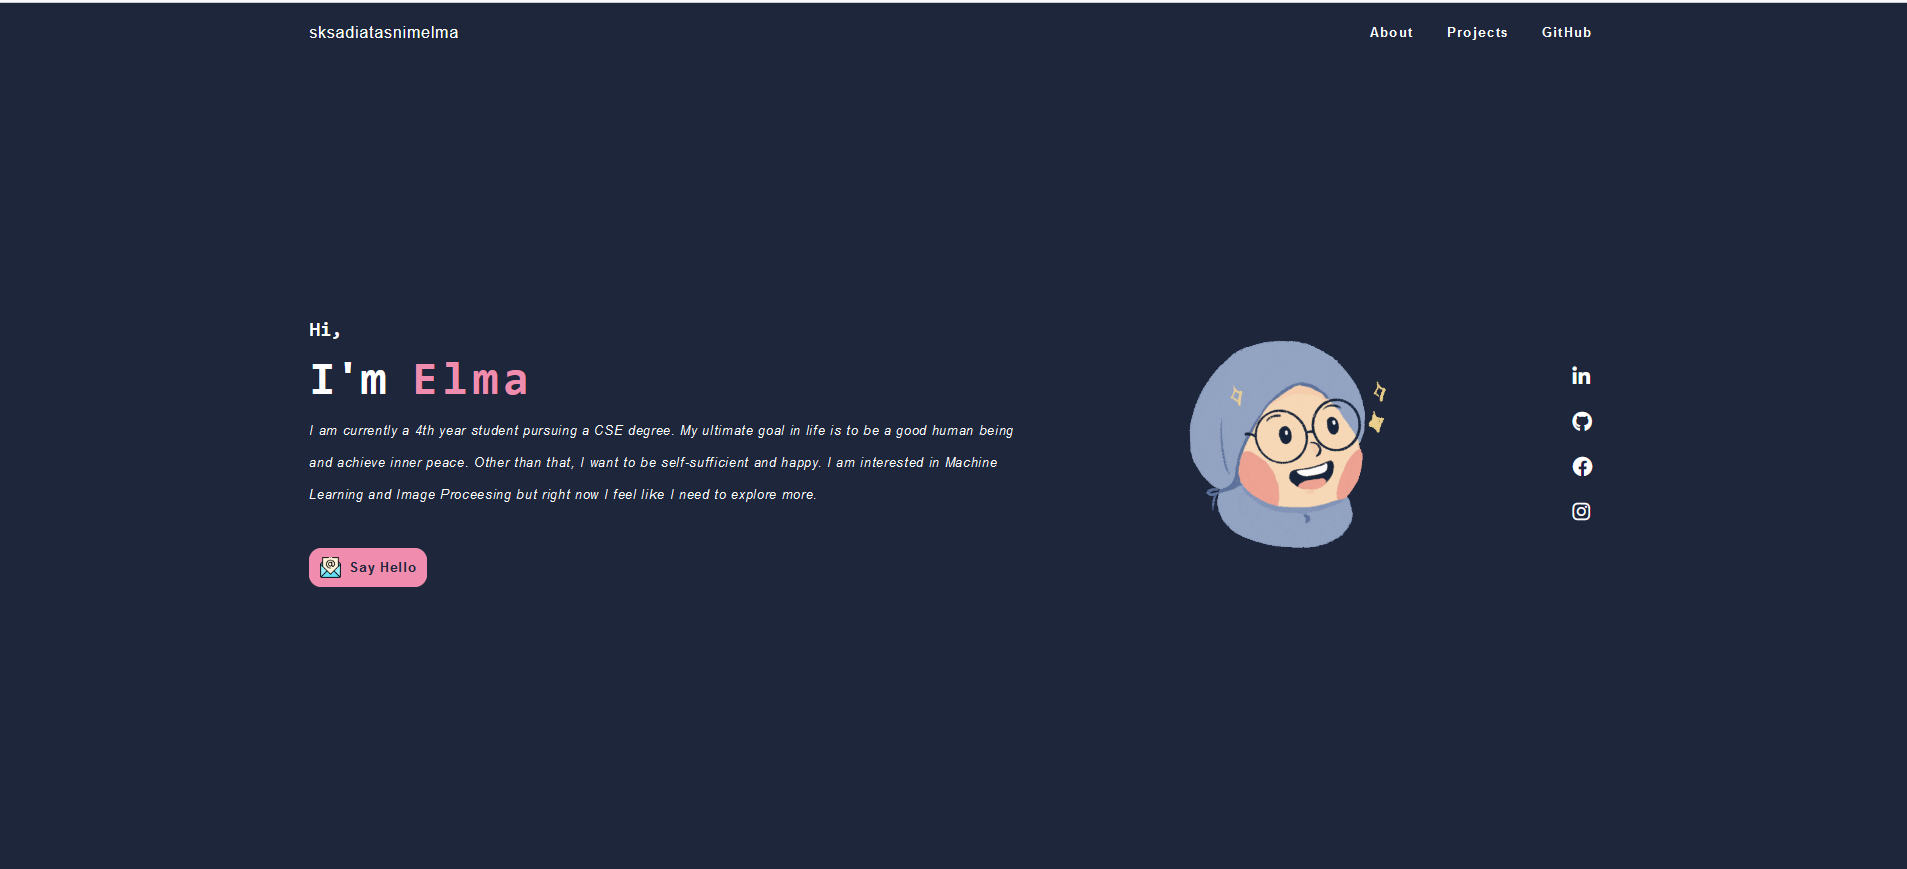 sksadiatasnimelma
About Projects GitHub
Hi,
I'm Elma
I am currently a 4th year student pursuing a CSE degree. My ultimate goal in life is to be a good human being
and achieve inner peace. Other than that, I want to be self-sufficient and happy. I am interested in Machine
Learning and Image Proceesing but right now I feel like I need to explore more.
@ Say Hello
in